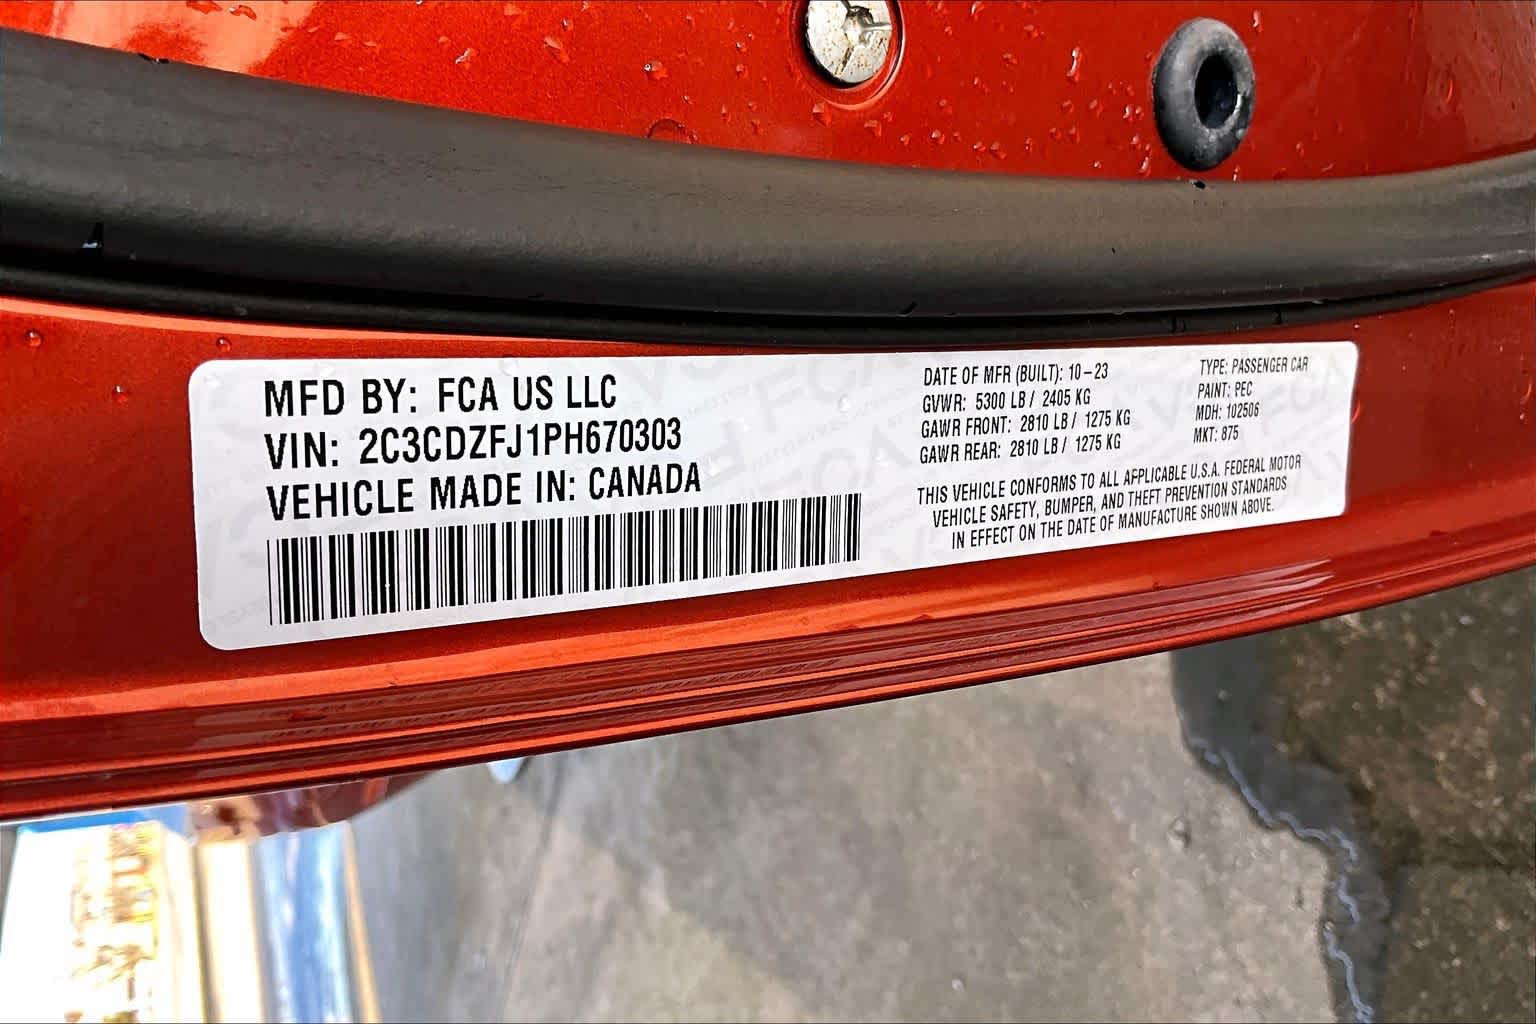 MFD BY: FCA US LLC
VIN: 2C3CDZFJ1PH670303
VEHICLE MADE IN: CANADA
DATE OF MFR (BUILT): 10-23
GVWR: 5300 LB / 2405 KG
GAWR FRONT: 2810 LB / 1275 KG
GAWR REAR: 2810 LB / 1275 KG
TYPE: PASSENGER CAR
PAINT: PEC
MDH: 102506
MKT: 875
THIS VEHICLE CONFORMS TO ALL APPLICABLE U.S.A. FEDERAL MOTOR
VEHICLE SAFETY, BUMPER, AND THEFT PREVENTION STANDARDS
IN EFFECT ON THE DATE OF MANUFACTURE SHOWN ABOVE.